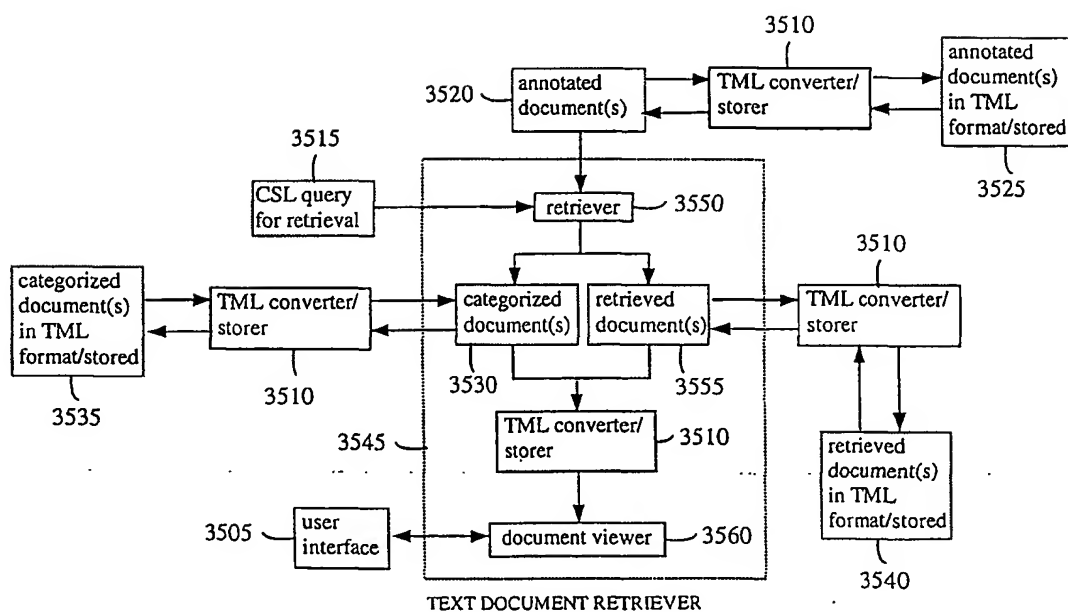 3510
annotated
document(s)
in TML
format/stored
3525
TML converter/
storer
annotated
document(s)
3520
3515
CSL query
for retrieval
retriever
3550
3510
categorized
document(s)
in TML
format/stored
3535
TML converter/
storer
3510
categorized
document(s)
3530
retrieved
document(s)
3555
TML converter/
storer
3545
TML converter/
storer
3510
retrieved
document(s)
in TML
format/stored
3540
3505
user
interface
document viewer
3560
TEXT DOCUMENT RETRIEVER